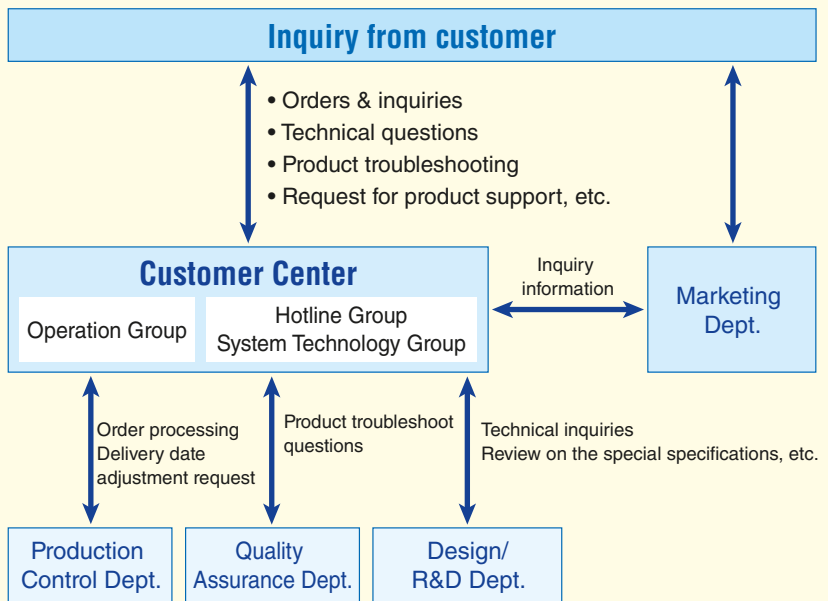 Inquiry from customer
• Orders & inquiries
• Technical questions
• Product troubleshooting
• Request for product support, etc.
Customer Center
Operation Group
Hotline Group
System Technology Group
Inquiry
information
Marketing
Dept.
Order processing
Delivery date
adjustment request
Product troubleshoot
questions
Technical inquiries
Review on the special specifications, etc.
Production
Control Dept.
Quality
Assurance Dept.
Design/
R&D Dept.